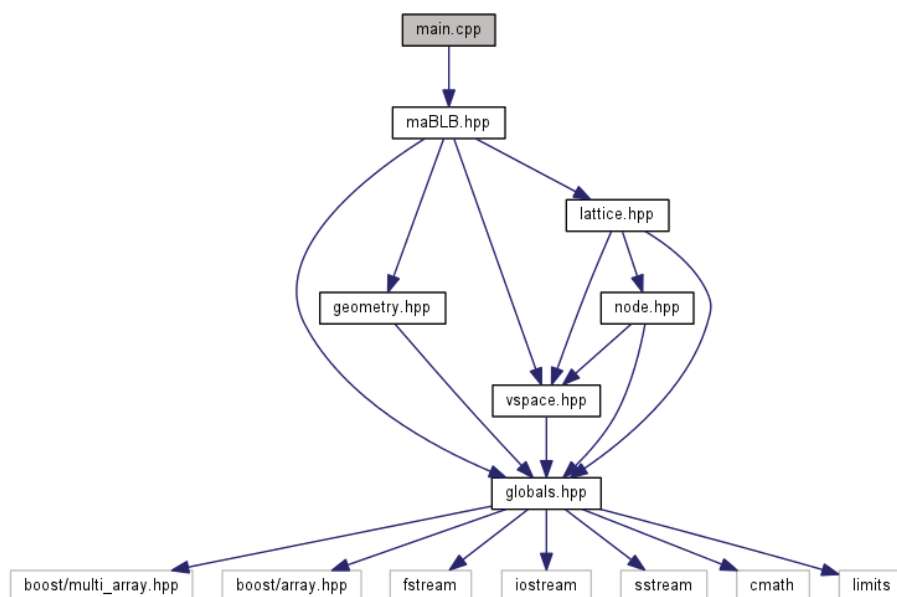 main.cpp
maBLB.hpp
lattice.hpp
geometry.hpp
node.hpp
vspace.hpp
globals.hpp
boost/multi_array.hpp
boost/array.hpp
fstream
iostream
sstream
cmath
limits